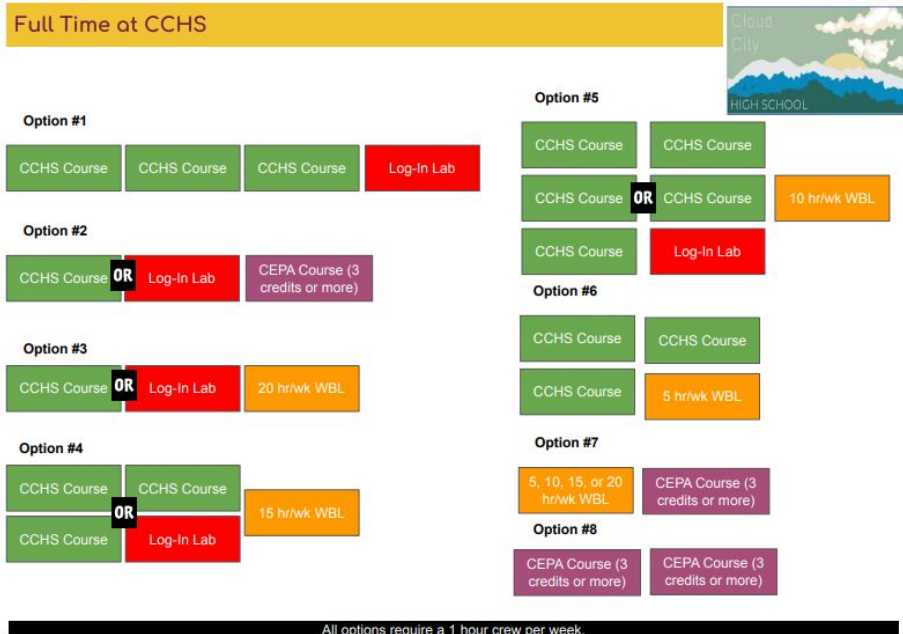 Full Time at CCHS
Cloud
City
HIGH SCHOOL
Option #1
CCHS Course
CCHS Course
CCHS Course
Log-In Lab
Option #2
CCHS Course
OR
Log-In Lab
CEPA Course (3
credits or more)
Option #3
CCHS Course
OR
Log-In Lab
20 hr/wk WBL
Option #4
CCHS Course
CCHS Course
OR
CCHS Course
Log-In Lab
15 hr/wk WBL
Option #5
CCHS Course
CCHS Course
CCHS Course
OR
CCHS Course
10 hr/wk WBL
CCHS Course
Log-In Lab
Option #6
CCHS Course
CCHS Course
CCHS Course
5 hr/wk WBL
Option #7
5, 10, 15, or 20
hr/wk WBL
CEPA Course (3
credits or more)
Option #8
CEPA Course (3
credits or more)
CEPA Course (3
credits or more)
All options require a 1 hour crew per week.